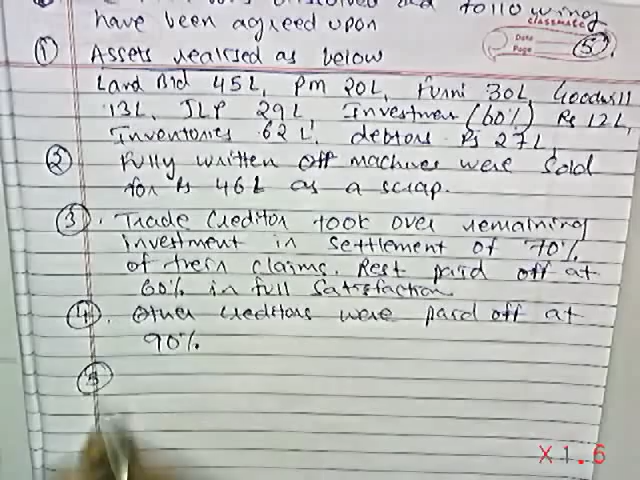 following
have been agreed upon
classmate
Date
Page
5
① Assets realised as below
Land Bld 45L, PM 20L, Furni 30L, Goodwill
13L, JLP 29L, Investment (60%) Rs 12L,
Inventories 62L, debtors Rs 27L,
② Fully written off machines were sold
for Rs 46L as a scrap.
③. Trade Creditor took over remaining
investment in settlement of 70%
of their claims. Rest paid off at
60% in full Satisfaction
④. Other creditors were paid off at
90%.
⑤
X1.6